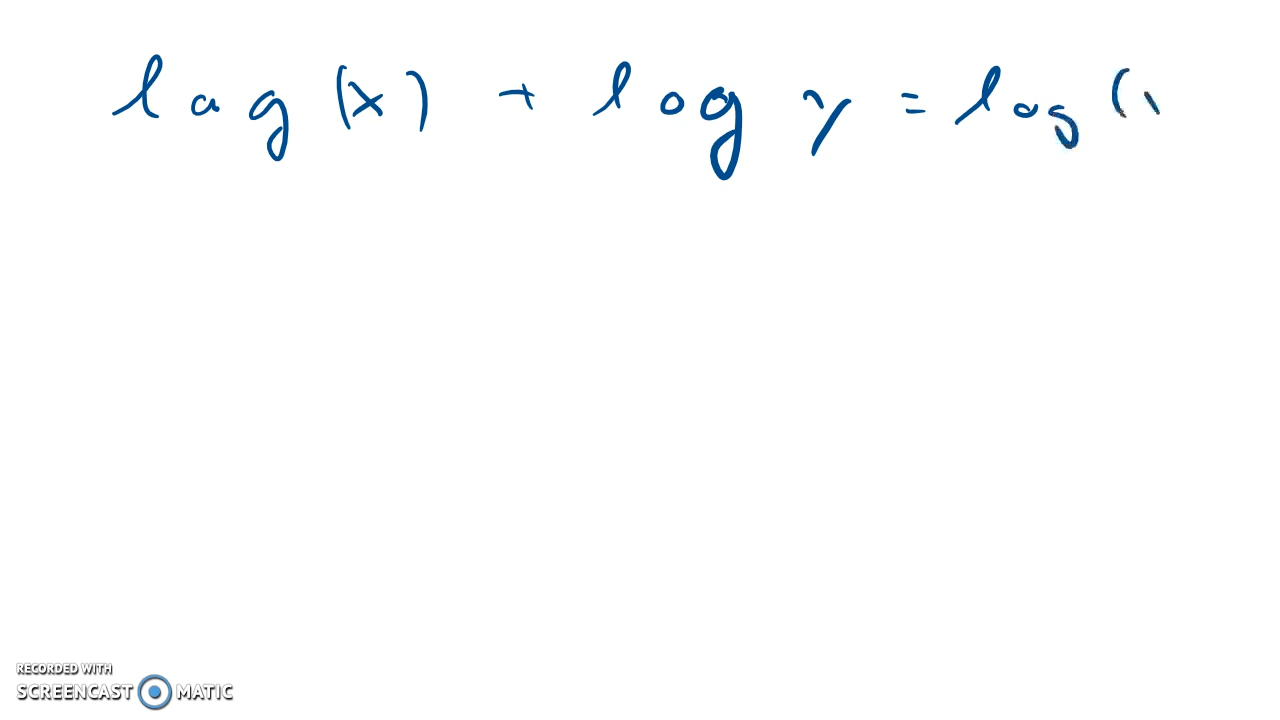 log (x) + log y = log (
RECORDED WITH
SCREENCAST MATIC